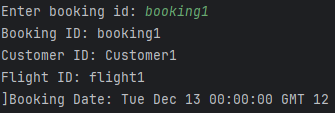 Enter booking id: booking1
Booking ID: booking1
Customer ID: Customer1
Flight ID: flight1
]Booking Date: Tue Dec 13 00:00:00 GMT 12